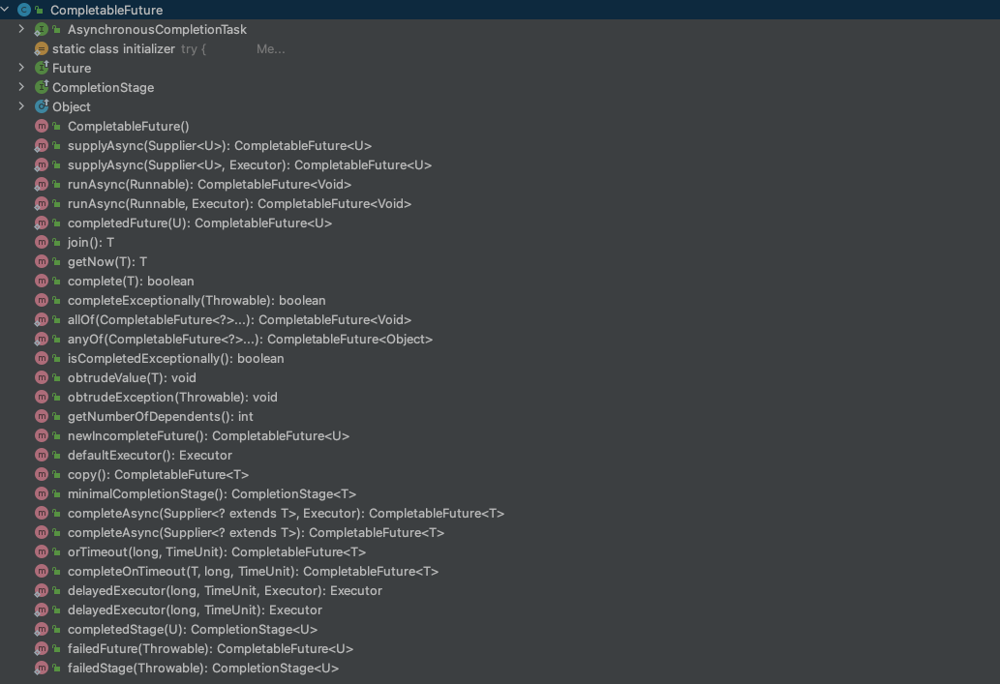 CompletableFuture
AsynchronousCompletionTask
static class initializer try { Me...
Future
CompletionStage
Object
CompletableFuture()
supplyAsync(Supplier<U>): CompletableFuture<U>
supplyAsync(Supplier<U>, Executor): CompletableFuture<U>
runAsync(Runnable): CompletableFuture<Void>
runAsync(Runnable, Executor): CompletableFuture<Void>
completedFuture(U): CompletableFuture<U>
join(): T
getNow(T): T
complete(T): boolean
completeExceptionally(Throwable): boolean
allOf(CompletableFuture<?>...): CompletableFuture<Void>
anyOf(CompletableFuture<?>...): CompletableFuture<Object>
isCompletedExceptionally(): boolean
obtrudeValue(T): void
obtrudeException(Throwable): void
getNumberOfDependents(): int
newIncompleteFuture(): CompletableFuture<U>
defaultExecutor(): Executor
copy(): CompletableFuture<T>
minimalCompletionStage(): CompletionStage<T>
completeAsync(Supplier<? extends T>, Executor): CompletableFuture<T>
completeAsync(Supplier<? extends T>): CompletableFuture<T>
orTimeout(long, TimeUnit): CompletableFuture<T>
completeOnTimeout(T, long, TimeUnit): CompletableFuture<T>
delayedExecutor(long, TimeUnit, Executor): Executor
delayedExecutor(long, TimeUnit): Executor
completedStage(U): CompletionStage<U>
failedFuture(Throwable): CompletableFuture<U>
failedStage(Throwable): CompletionStage<U>